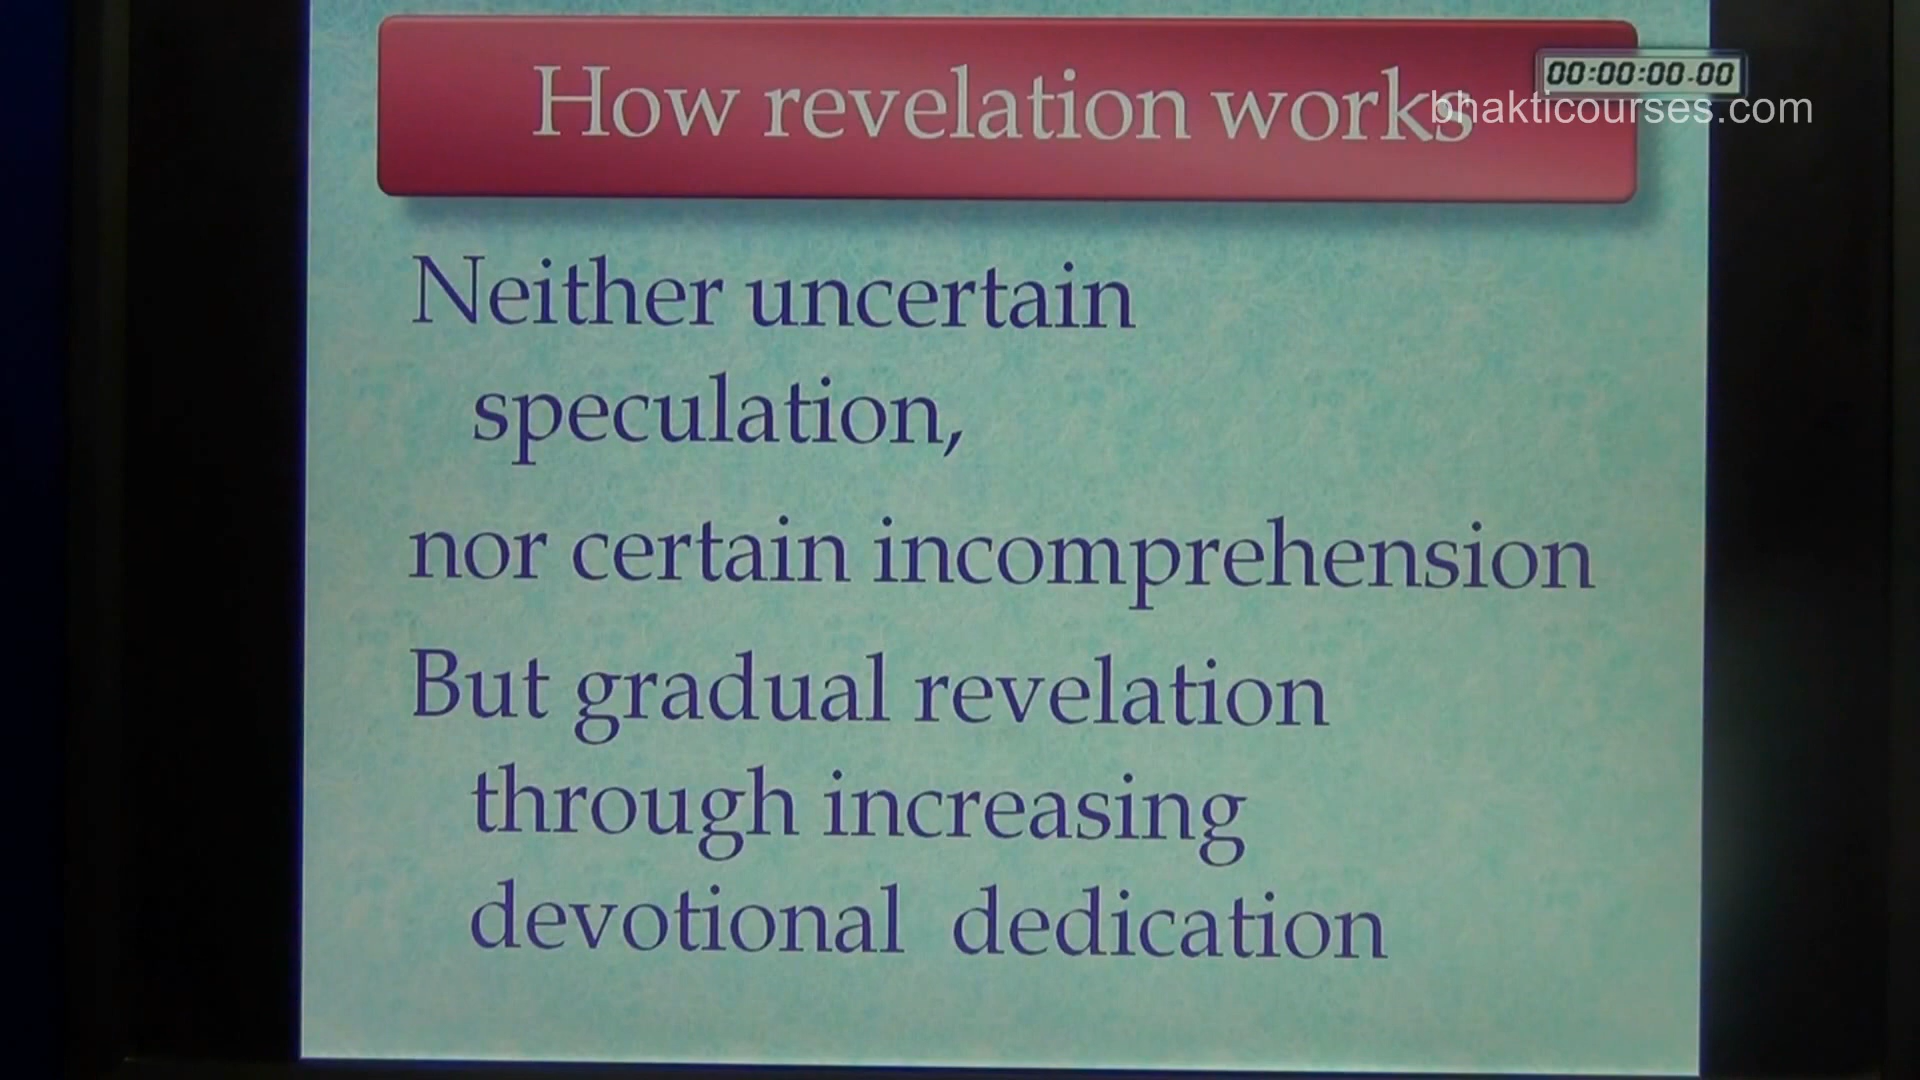 How revelation works
00:00:00.00
bhakticourses.com
Neither uncertain
speculation,
nor certain incomprehension
But gradual revelation
through increasing
devotional dedication